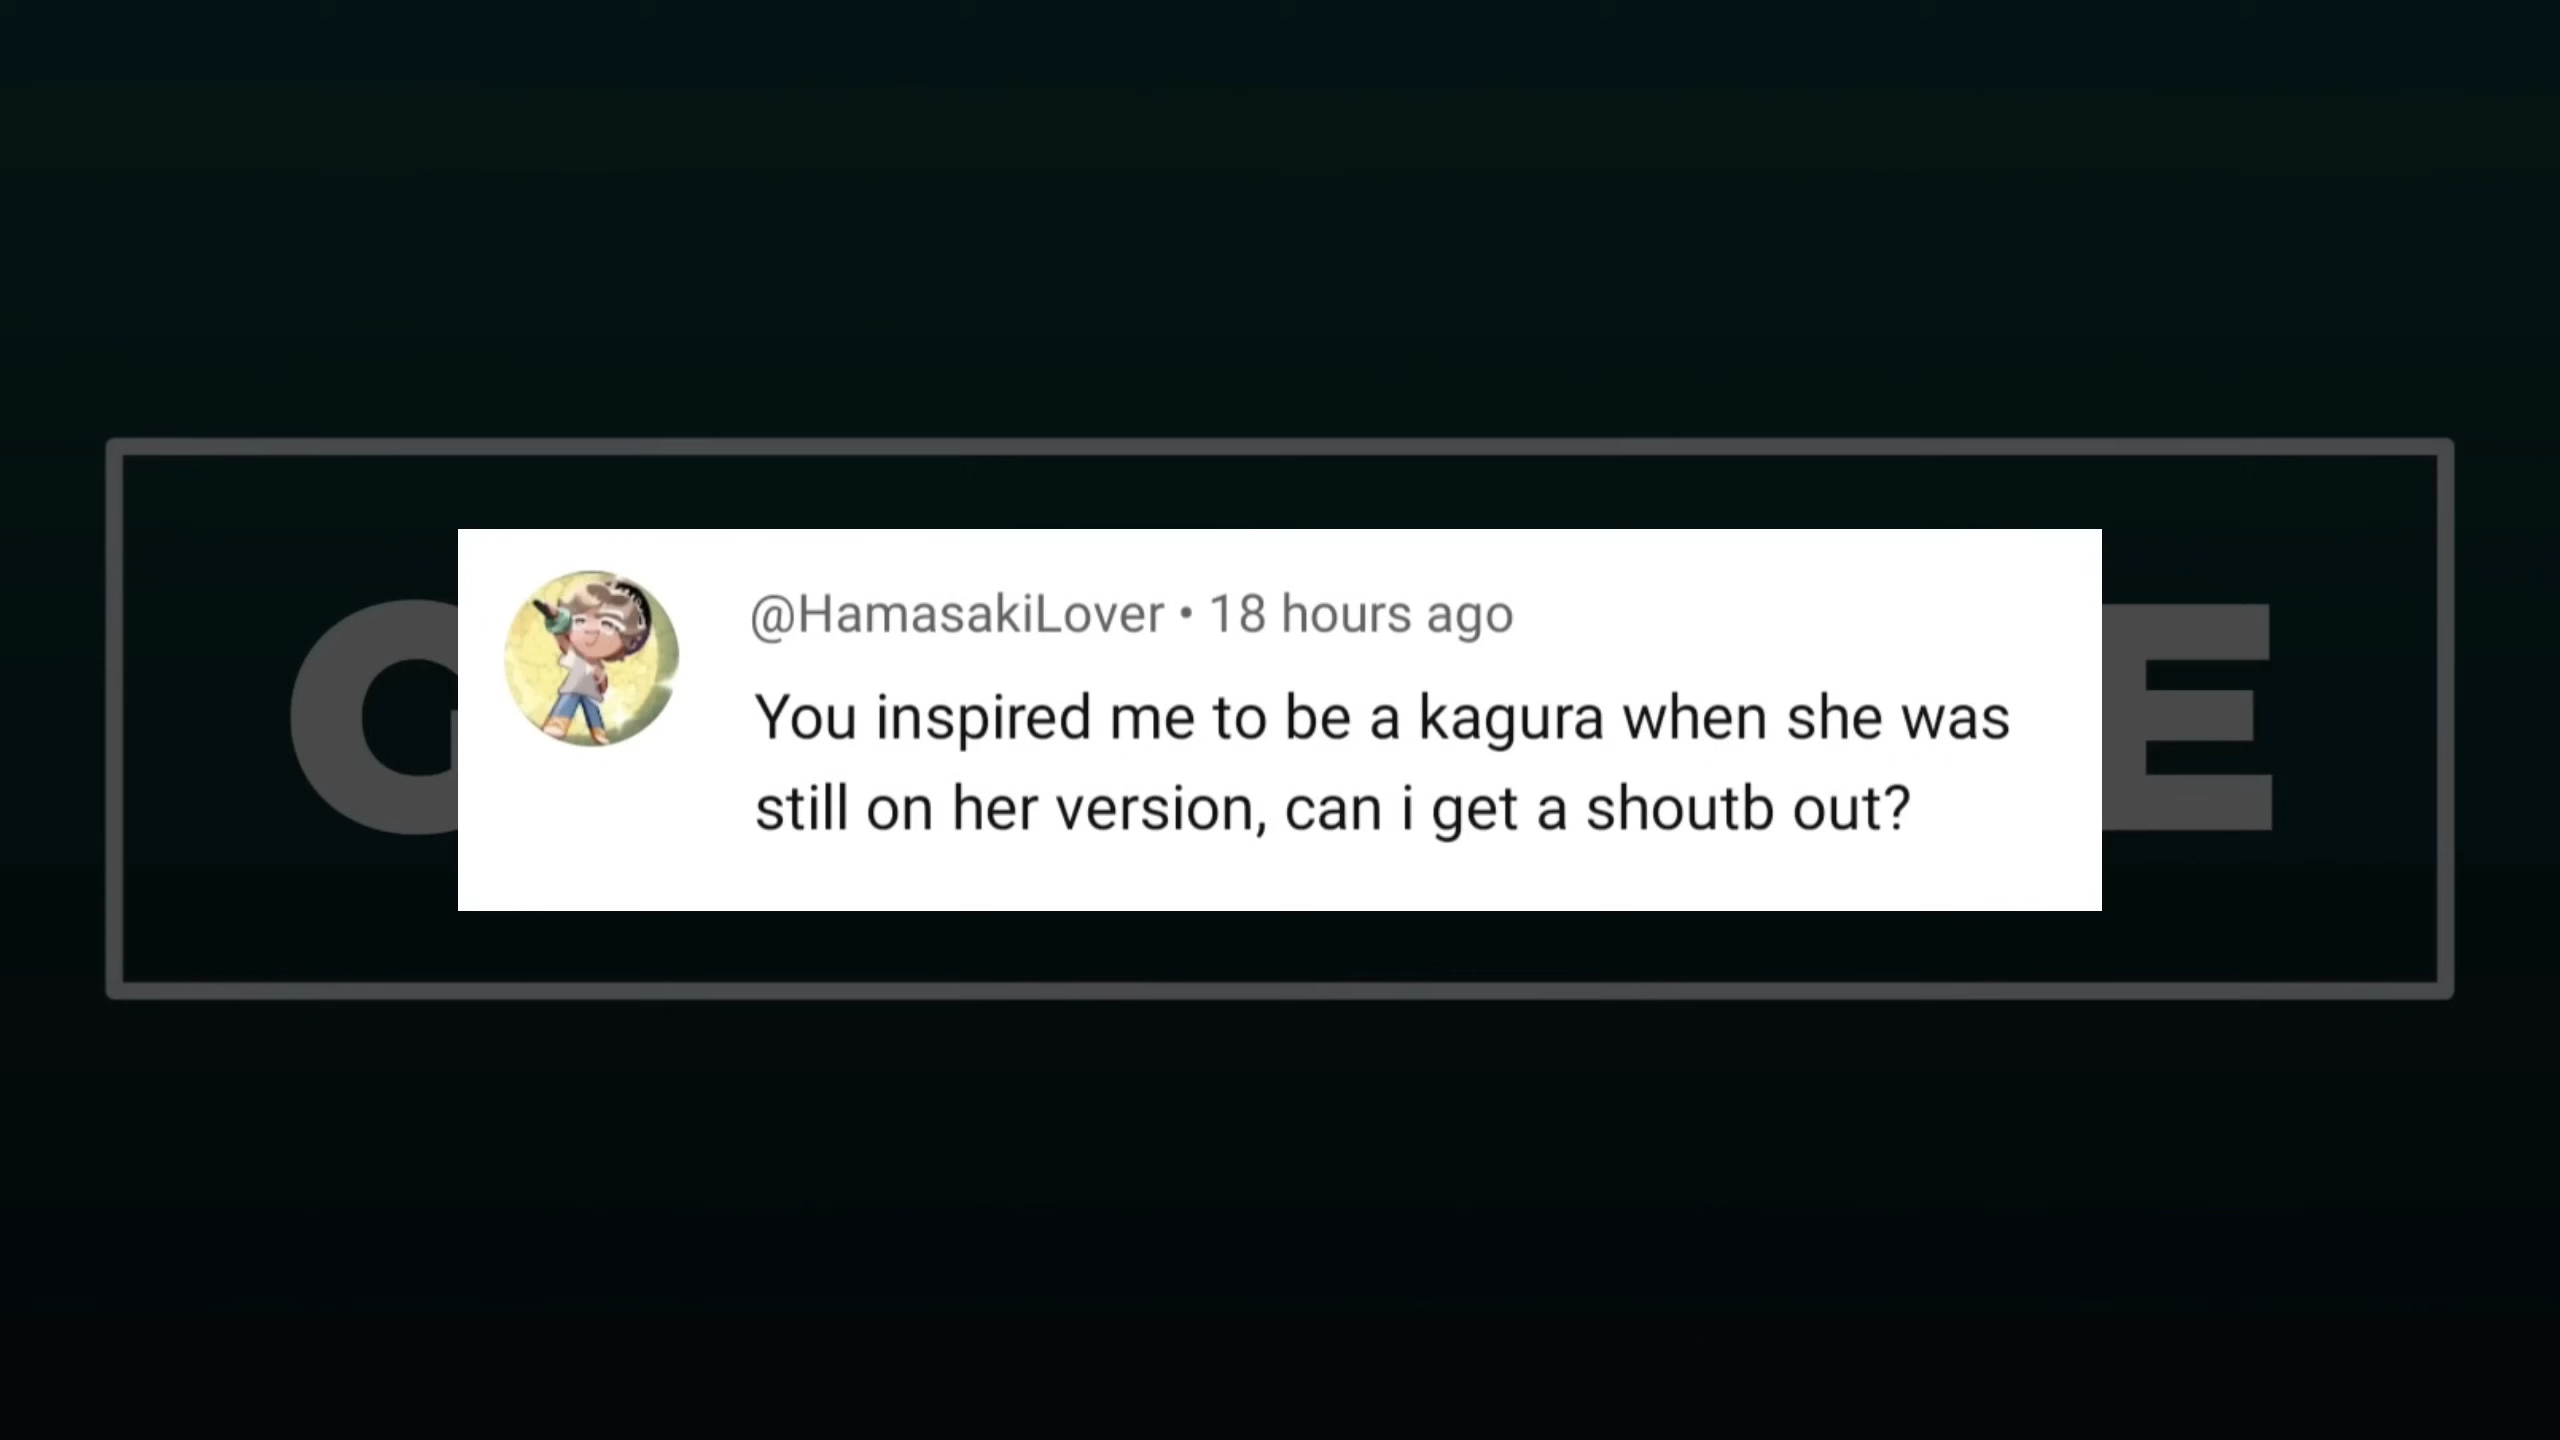 @HamasakiLover • 18 hours ago
You inspired me to be a kagura when she was
still on her version, can i get a shoutb out?